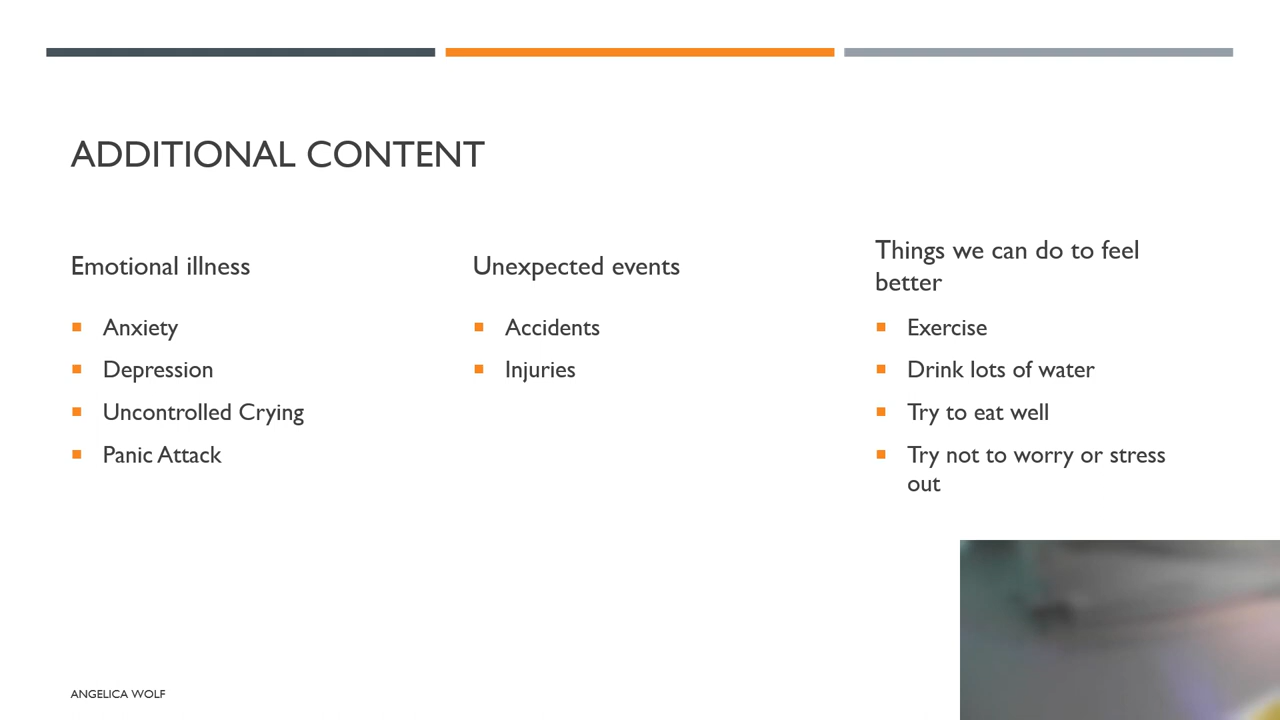 ADDITIONAL CONTENT
Emotional illness
Anxiety
Depression
Uncontrolled Crying
Panic Attack
Unexpected events
Accidents
Injuries
Things we can do to feel
better
Exercise
Drink lots of water
Try to eat well
Try not to worry or stress
out
ANGELICA WOLF